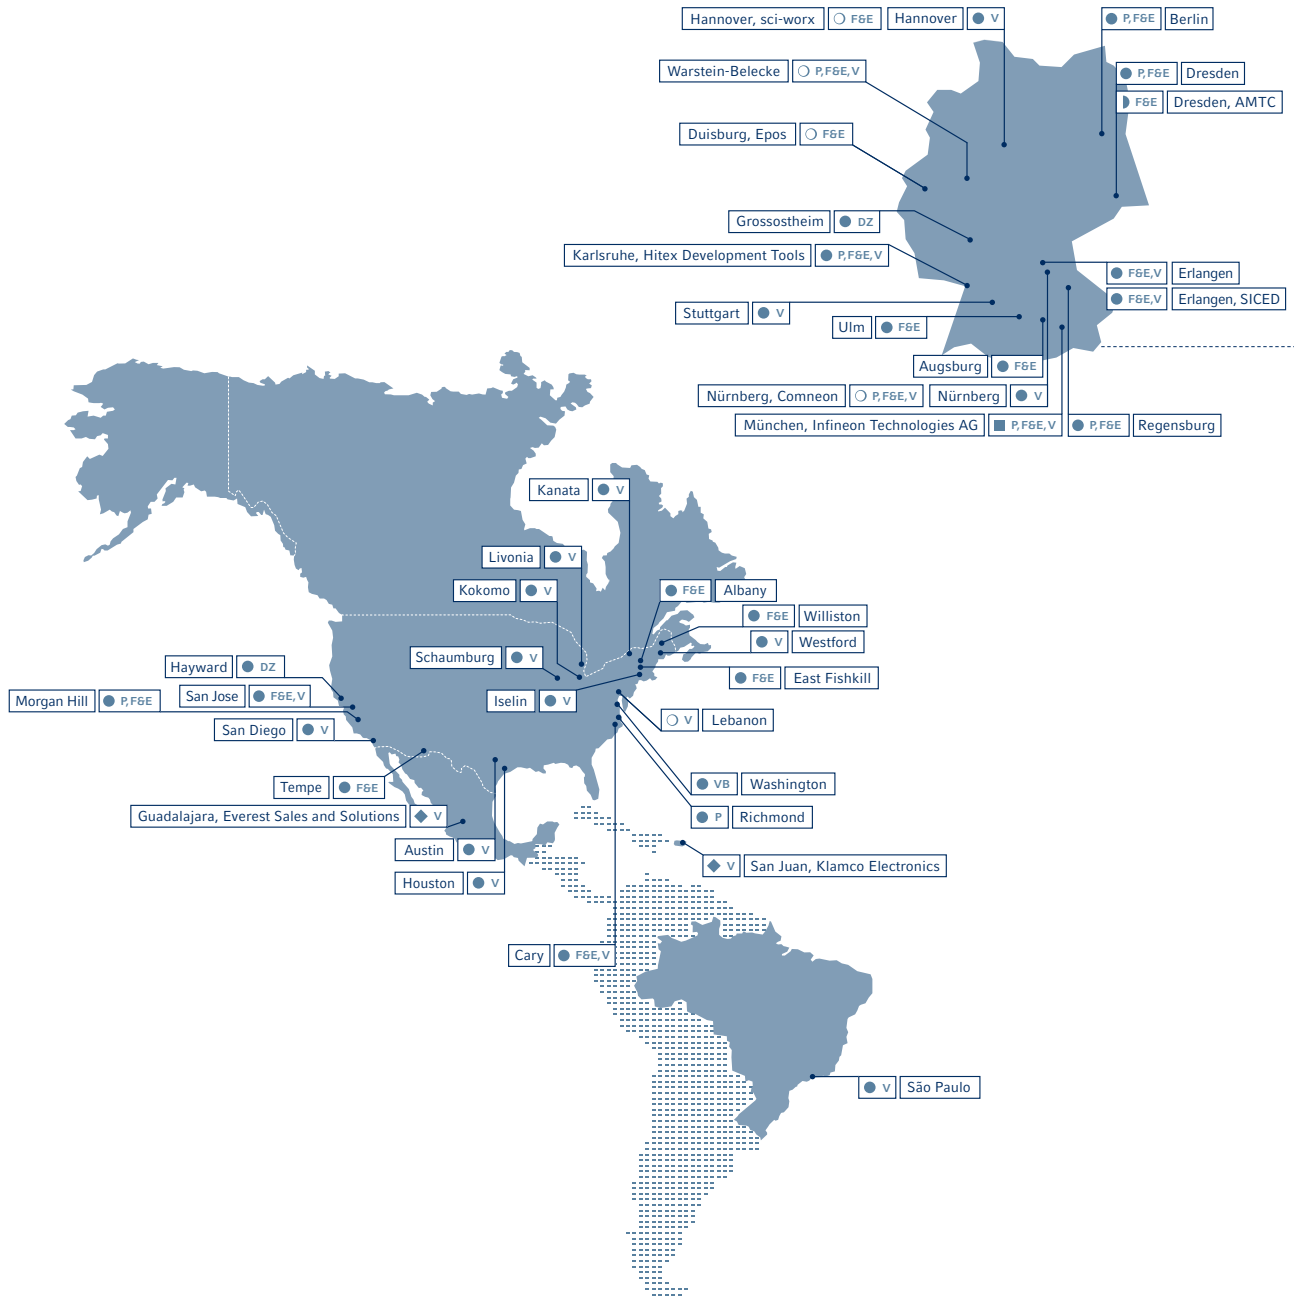 Hannover, sci-worx F&E Hannover V P,F&E Berlin
Warstein-Belecke P,F&E,V P,F&E Dresden
F&E Dresden, AMTC
Duisburg, Epos F&E
Grossostheim DZ
Karlsruhe, Hitex Development Tools P,F&E,V
F&E,V Erlangen
F&E,V Erlangen, SICED
Stuttgart V
Ulm F&E
Augsburg F&E
Nürnberg, Comneon P,F&E,V Nürnberg V
München, Infineon Technologies AG P,F&E,V P,F&E Regensburg
Kanata V
Livonia V
Kokomo V F&E Albany
F&E Williston
V Westford
Schaumburg V
Hayward DZ
F&E East Fishkill
San Jose F&E,V
Morgan Hill P,F&E
Iselin V
V Lebanon
San Diego V
Tempe F&E
VB Washington
Guadalajara, Everest Sales and Solutions V
P Richmond
Austin V
V San Juan, Klamco Electronics
Houston V
Cary F&E,V
V São Paulo